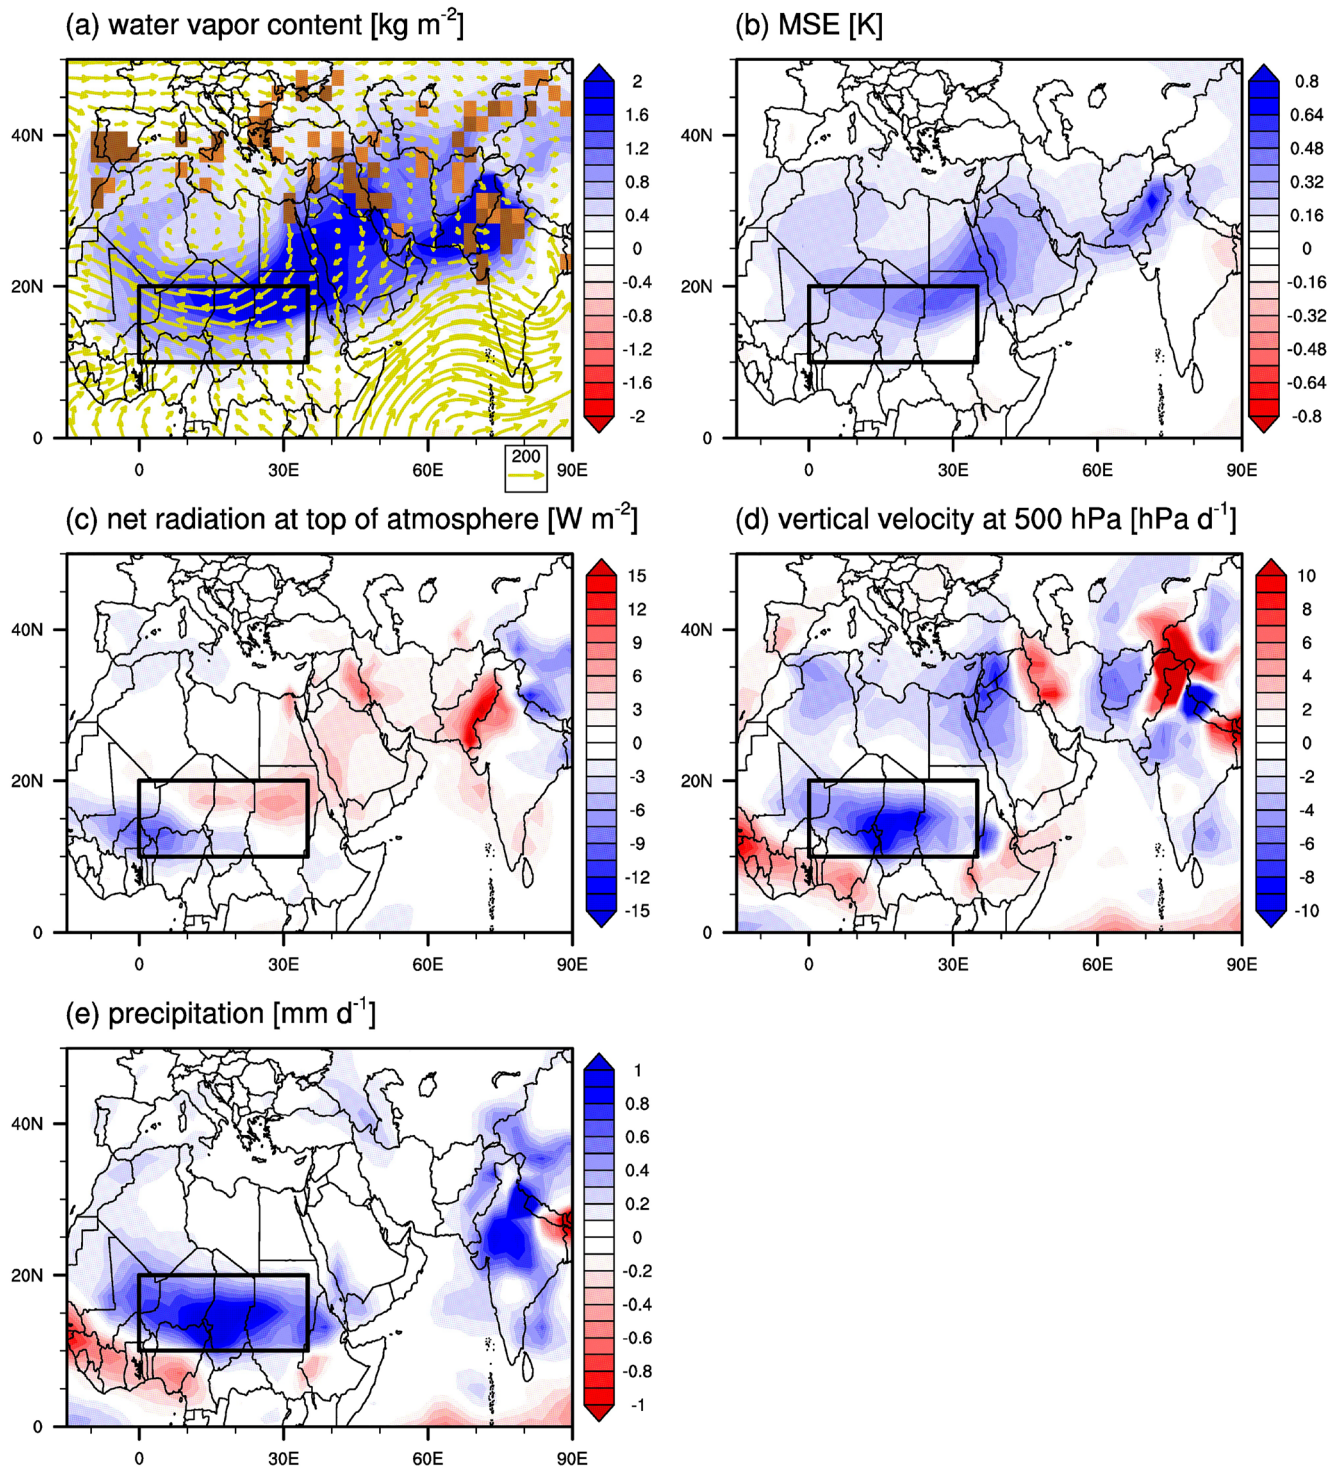 (a) water vapor content [kg m-2]
(b) MSE [K]
40N
20N
0
0
30E
60E
90E
200
2
1.6
1.2
0.8
0.4
0
-0.4
-0.8
-1.2
-1.6
-2
40N
20N
0
0
30E
60E
90E
0.8
0.64
0.48
0.32
0.16
0
-0.16
-0.32
-0.48
-0.64
-0.8
(c) net radiation at top of atmosphere [W m-2]
(d) vertical velocity at 500 hPa [hPa d-1]
40N
20N
0
0
30E
60E
90E
15
12
9
6
3
0
-3
-6
-9
-12
-15
40N
20N
0
0
30E
60E
90E
10
8
6
4
2
0
-2
-4
-6
-8
-10
(e) precipitation [mm d-1]
40N
20N
0
0
30E
60E
90E
1
0.8
0.6
0.4
0.2
0
-0.2
-0.4
-0.6
-0.8
-1